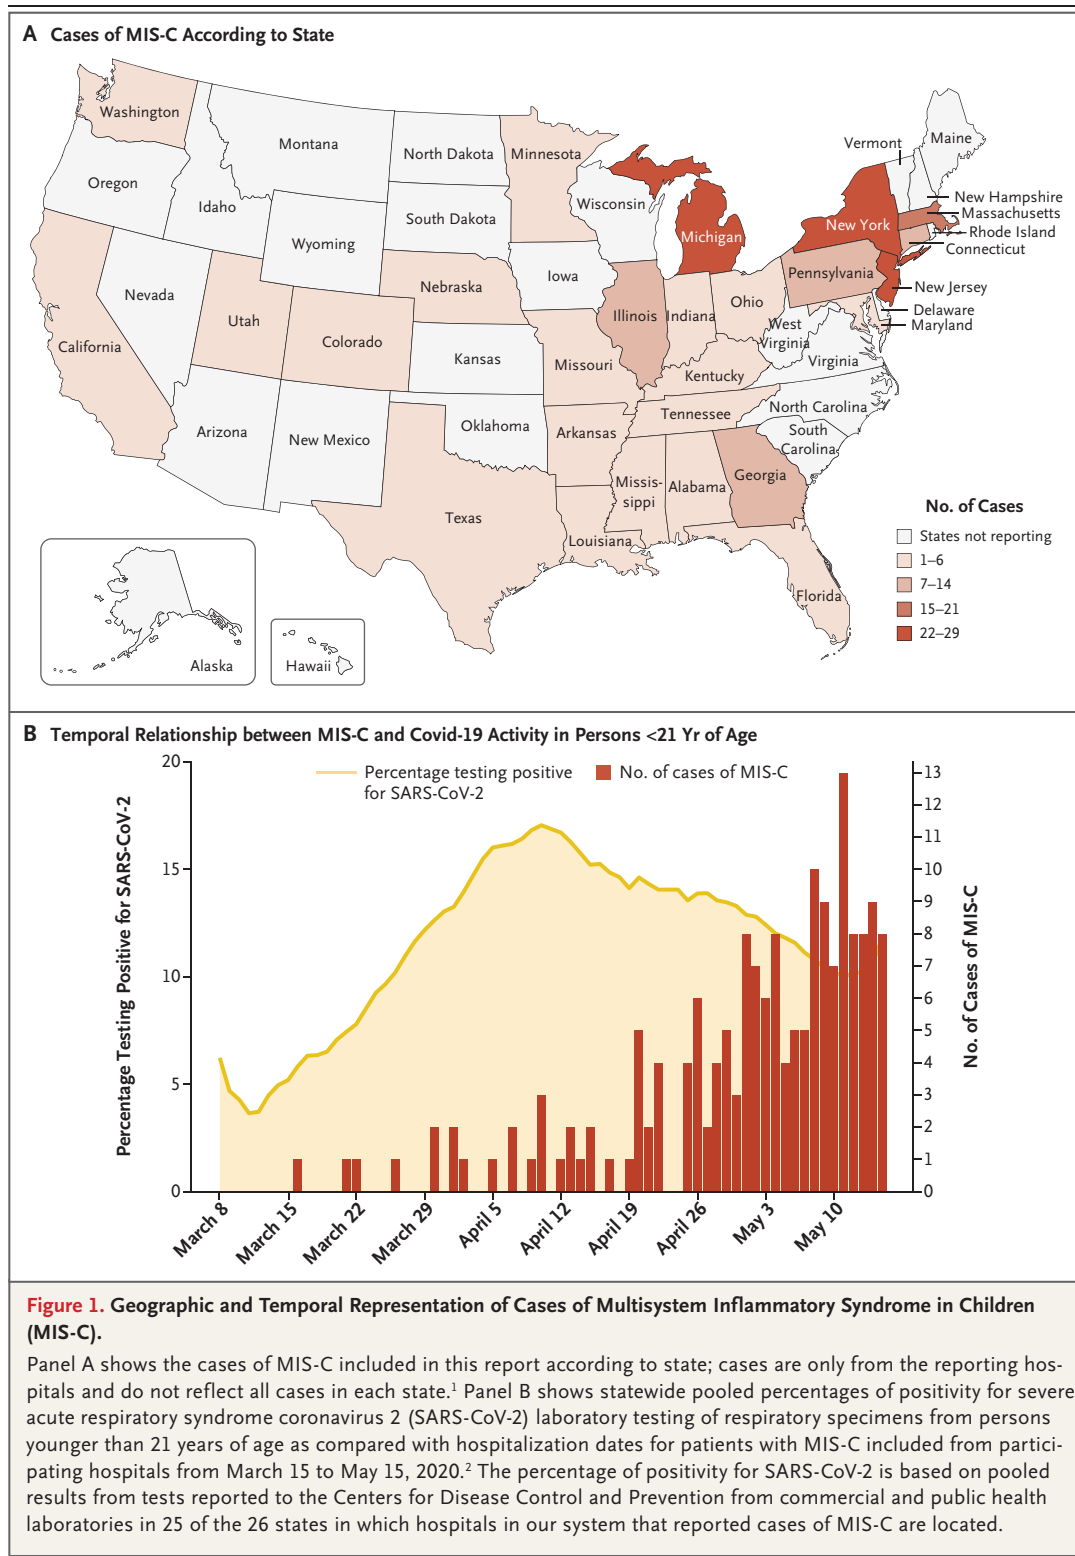 A Cases of MIS-C According to State
Washington
Montana
North Dakota
Minnesota
Vermont
Maine
Oregon
Idaho
Wisconsin
New Hampshire
Massachusetts
South Dakota
Wyoming
Michigan
New York
Rhode Island
Connecticut
Nevada
Nebraska
Iowa
Pennsylvania
New Jersey
Utah
Colorado
Illinois
Indiana
Ohio
Delaware
Maryland
California
Kansas
Missouri
West
Virginia
Virginia
Kentucky
Arizona
New Mexico
Oklahoma
Arkansas
Tennessee
North Carolina
South
Carolina
Texas
Missis-
sippi
Alabama
Georgia
Louisiana
Florida
Alaska
Hawaii
No. of Cases
States not reporting
1–6
7–14
15–21
22–29
B Temporal Relationship between MIS-C and Covid-19 Activity in Persons <21 Yr of Age
Percentage testing positive
for SARS-CoV-2
No. of cases of MIS-C
Percentage Testing Positive for SARS-CoV-2
20
15
10
5
0
No. of Cases of MIS-C
13
12
11
10
9
8
7
6
5
4
3
2
1
0
March 8
March 15
March 22
March 29
April 5
April 12
April 19
April 26
May 3
May 10
Figure 1. Geographic and Temporal Representation of Cases of Multisystem Inflammatory Syndrome in Children
(MIS-C).
Panel A shows the cases of MIS-C included in this report according to state; cases are only from the reporting hos-
pitals and do not reflect all cases in each state.1 Panel B shows statewide pooled percentages of positivity for severe
acute respiratory syndrome coronavirus 2 (SARS-CoV-2) laboratory testing of respiratory specimens from persons
younger than 21 years of age as compared with hospitalization dates for patients with MIS-C included from partici-
pating hospitals from March 15 to May 15, 2020.2 The percentage of positivity for SARS-CoV-2 is based on pooled
results from tests reported to the Centers for Disease Control and Prevention from commercial and public health
laboratories in 25 of the 26 states in which hospitals in our system that reported cases of MIS-C are located.